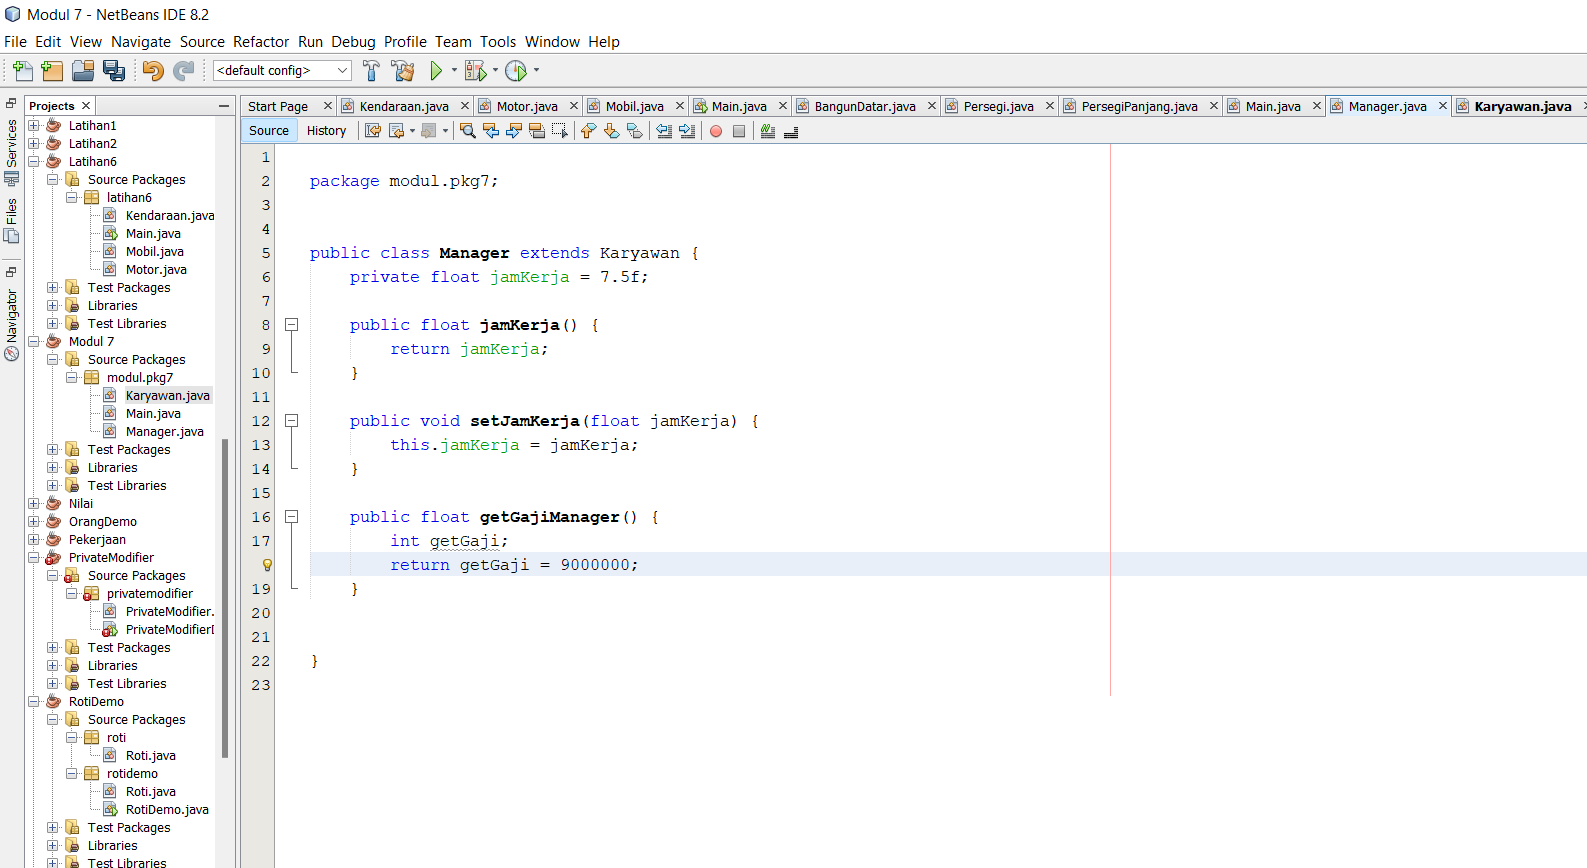 Modul 7 - NetBeans IDE 8.2
File Edit View Navigate Source Refactor Run Debug Profile Team Tools Window Help
<default config>
Projects
Services
Files
Navigator
Latihan1
Latihan2
Latihan6
Source Packages
latihan6
Kendaraan.java
Main.java
Mobil.java
Motor.java
Test Packages
Libraries
Test Libraries
Modul 7
Source Packages
modul.pkg7
Karyawan.java
Main.java
Manager.java
Test Packages
Libraries
Test Libraries
Nilai
OrangDemo
Pekerjaan
PrivateModifier
Source Packages
privatemodifier
PrivateModifier.
PrivateModifierD
Test Packages
Libraries
Test Libraries
RotiDemo
Source Packages
roti
Roti.java
rotidemo
Roti.java
RotiDemo.java
Test Packages
Libraries
Test Libraries
Start Page Kendaraan.java Motor.java Mobil.java Main.java BangunDatar.java Persegi.java PersegiPanjang.java Main.java Manager.java Karyawan.java
Source History
1
2 package modul.pkg7;
3
4
5 public class Manager extends Karyawan {
6 private float jamKerja = 7.5f;
7
8 public float jamKerja() {
9 return jamKerja;
10 }
11
12 public void setJamKerja(float jamKerja) {
13 this.jamKerja = jamKerja;
14 }
15
16 public float getGajiManager() {
17 int getGaji;
return getGaji = 9000000;
19 }
20
21
22 }
23